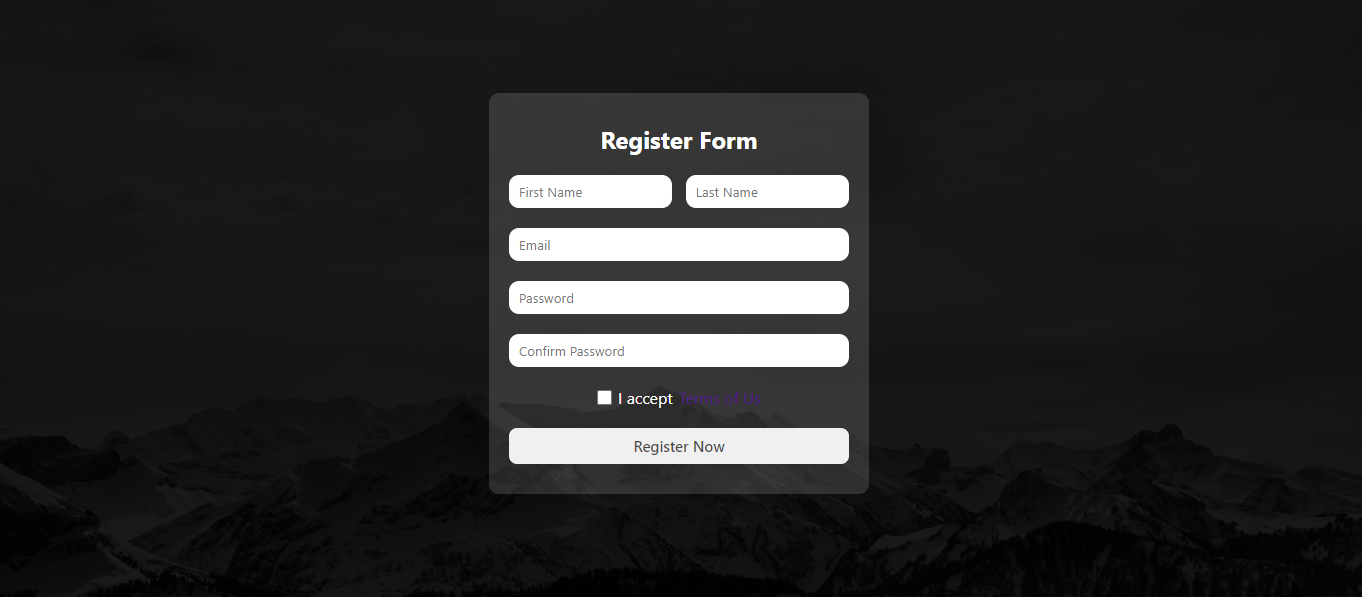 Register Form
First Name Last Name
Email
Password
Confirm Password
I accept Terms of Us
Register Now